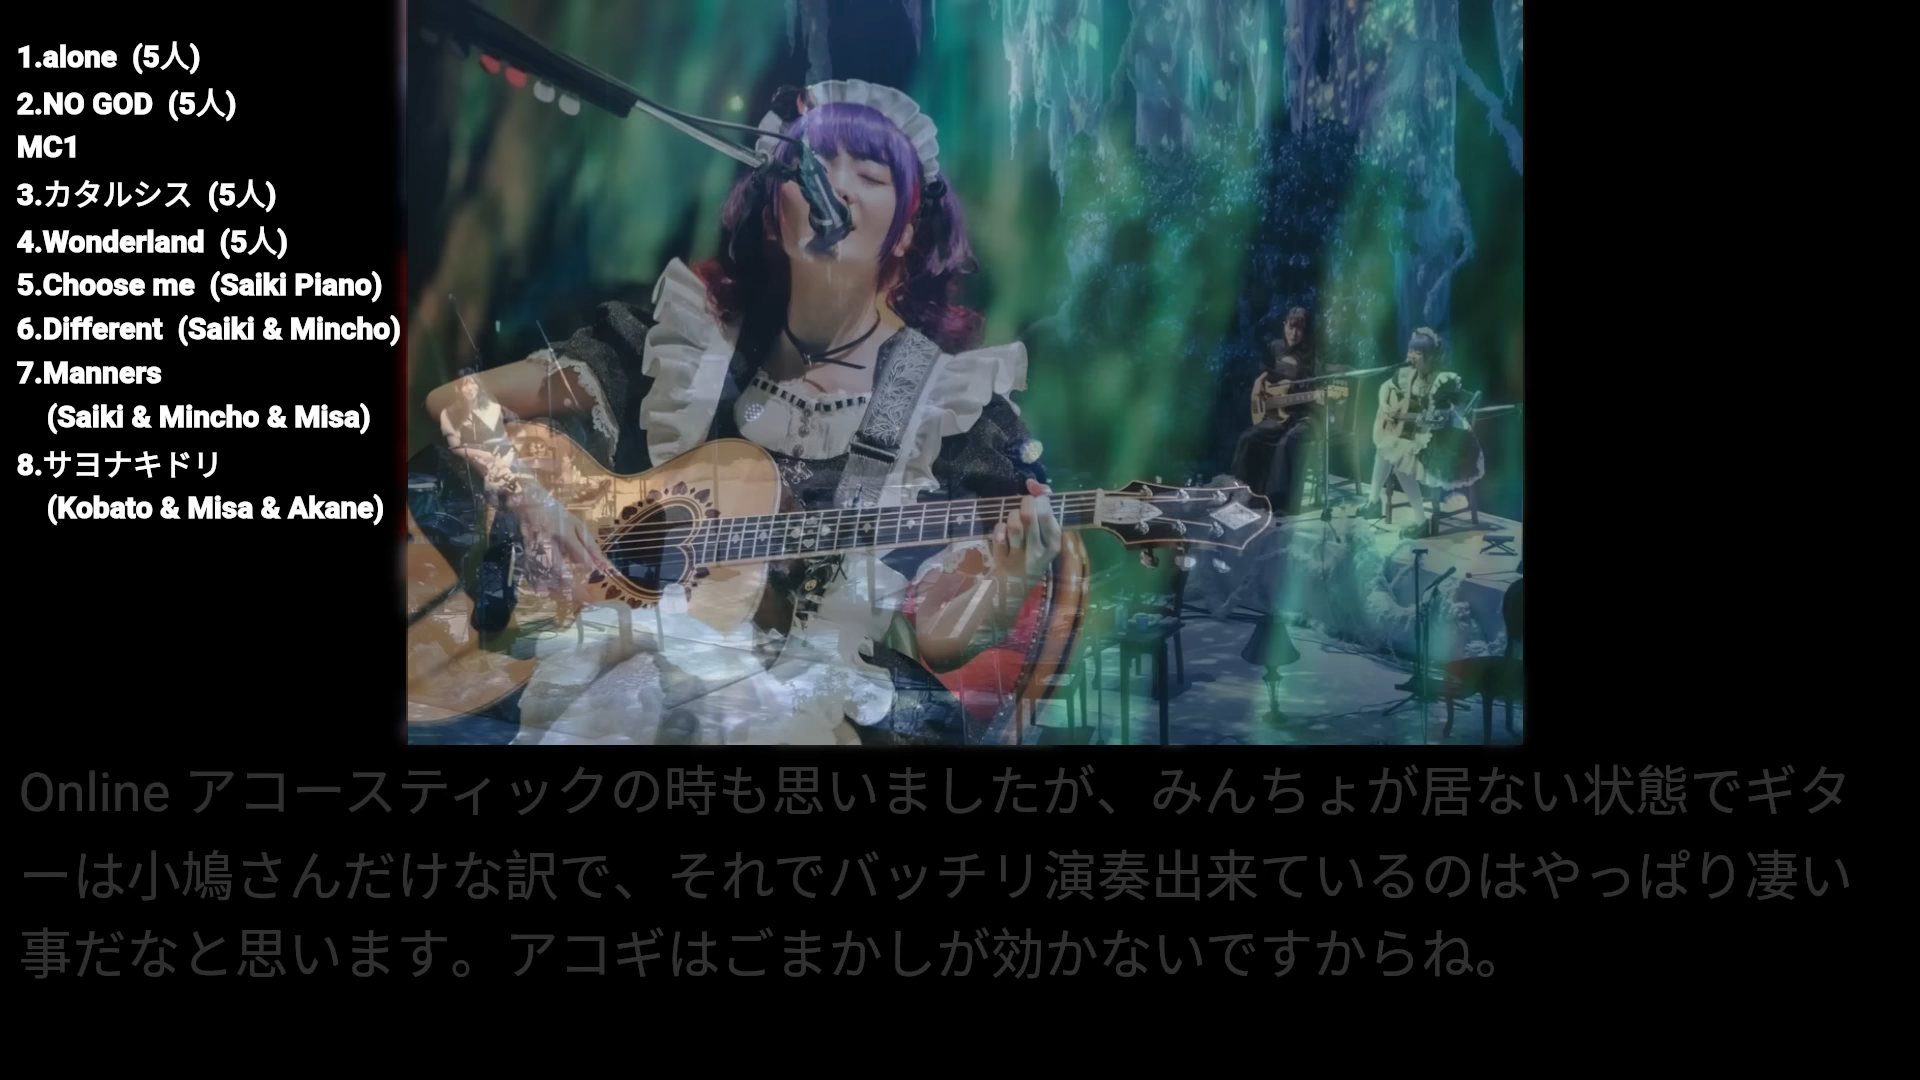 1.alone (5人)
2.NO GOD (5人)
MC1
3.カタルシス (5人)
4.Wonderland (5人)
5.Choose me (Saiki Piano)
6.Different (Saiki & Mincho)
7.Manners
(Saiki & Mincho & Misa)
8.サヨナキドリ
(Kobato & Misa & Akane)
Online アコースティックの時も思いましたが、みんちょが居ない状態でギタ
ーは小鳩さんだけな訳で、それでバッチリ演奏出来ているのはやっぱり凄い
事だなと思います。アコギはごまかしが効かないですからね。